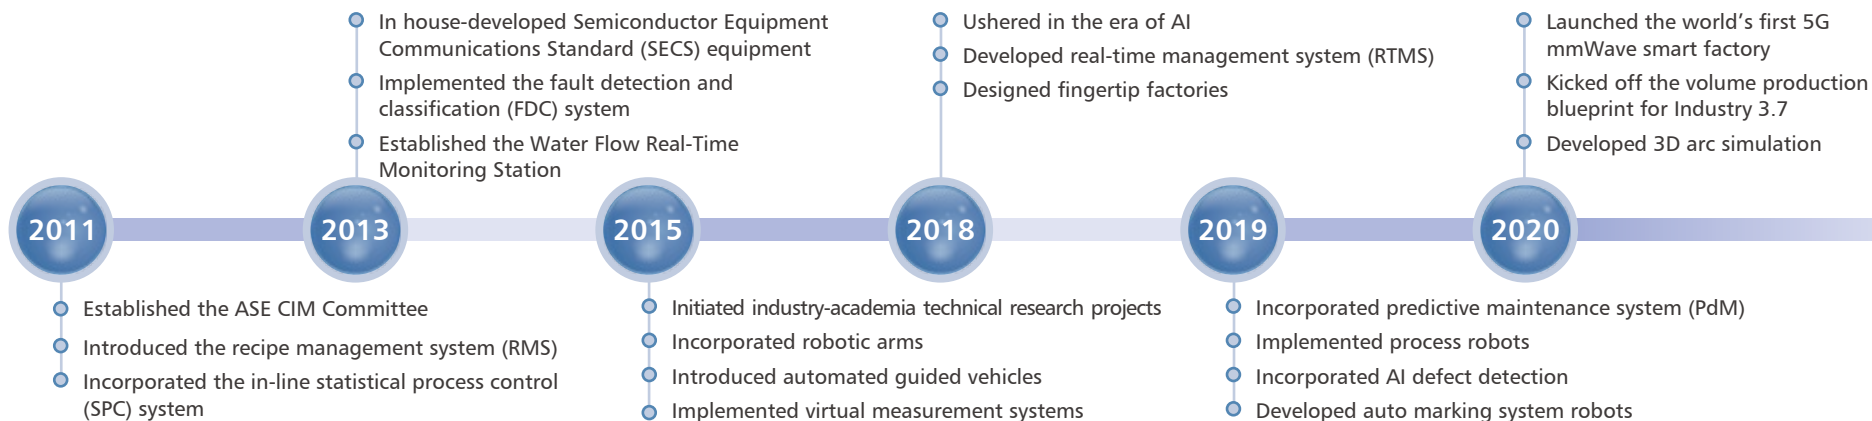 In house-developed Semiconductor Equipment
Communications Standard (SECS) equipment
Implemented the fault detection and
classification (FDC) system
Established the Water Flow Real-Time
Monitoring Station
Ushered in the era of AI
Developed real-time management system (RTMS)
Designed fingertip factories
Launched the world’s first 5G
mmWave smart factory
Kicked off the volume production
blueprint for Industry 3.7
Developed 3D arc simulation
2011
2013
2015
2018
2019
2020
Established the ASE CIM Committee
Introduced the recipe management system (RMS)
Incorporated the in-line statistical process control
(SPC) system
Initiated industry-academia technical research projects
Incorporated robotic arms
Introduced automated guided vehicles
Implemented virtual measurement systems
Incorporated predictive maintenance system (PdM)
Implemented process robots
Incorporated AI defect detection
Developed auto marking system robots